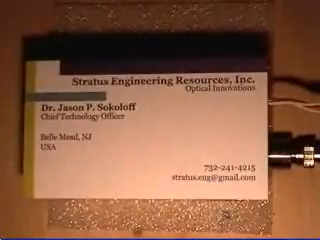 Stratus Engineering Resources, Inc.
Optical Innovations
Dr. Jason P. Sokoloff
Chief Technology Officer
Belle Mead, NJ
USA
732-241-4215
stratus.eng@gmail.com